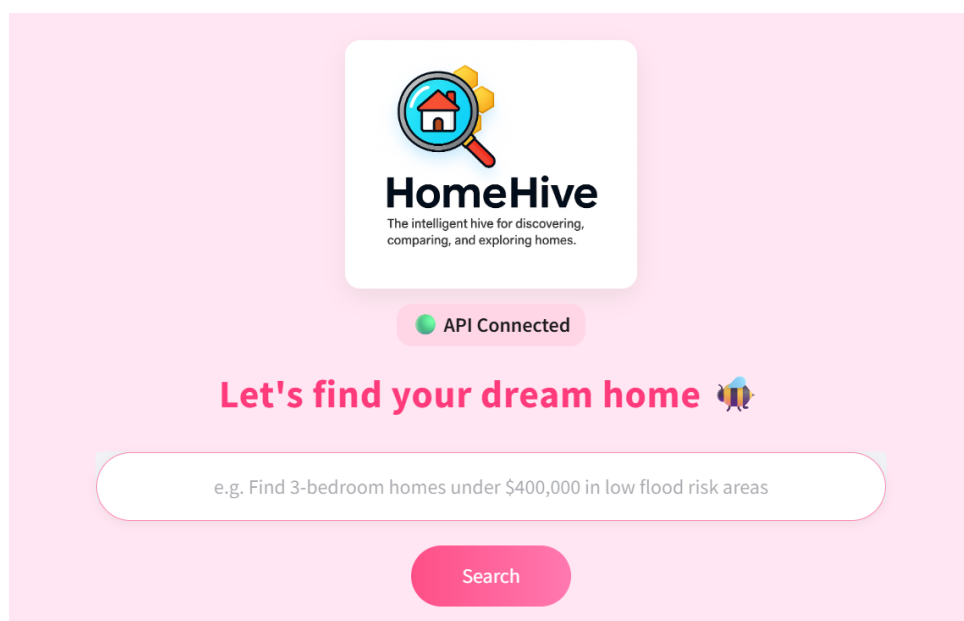 HomeHive
The intelligent hive for discovering,
comparing, and exploring homes.
API Connected
Let's find your dream home 🐝
e.g. Find 3-bedroom homes under $400,000 in low flood risk areas
Search